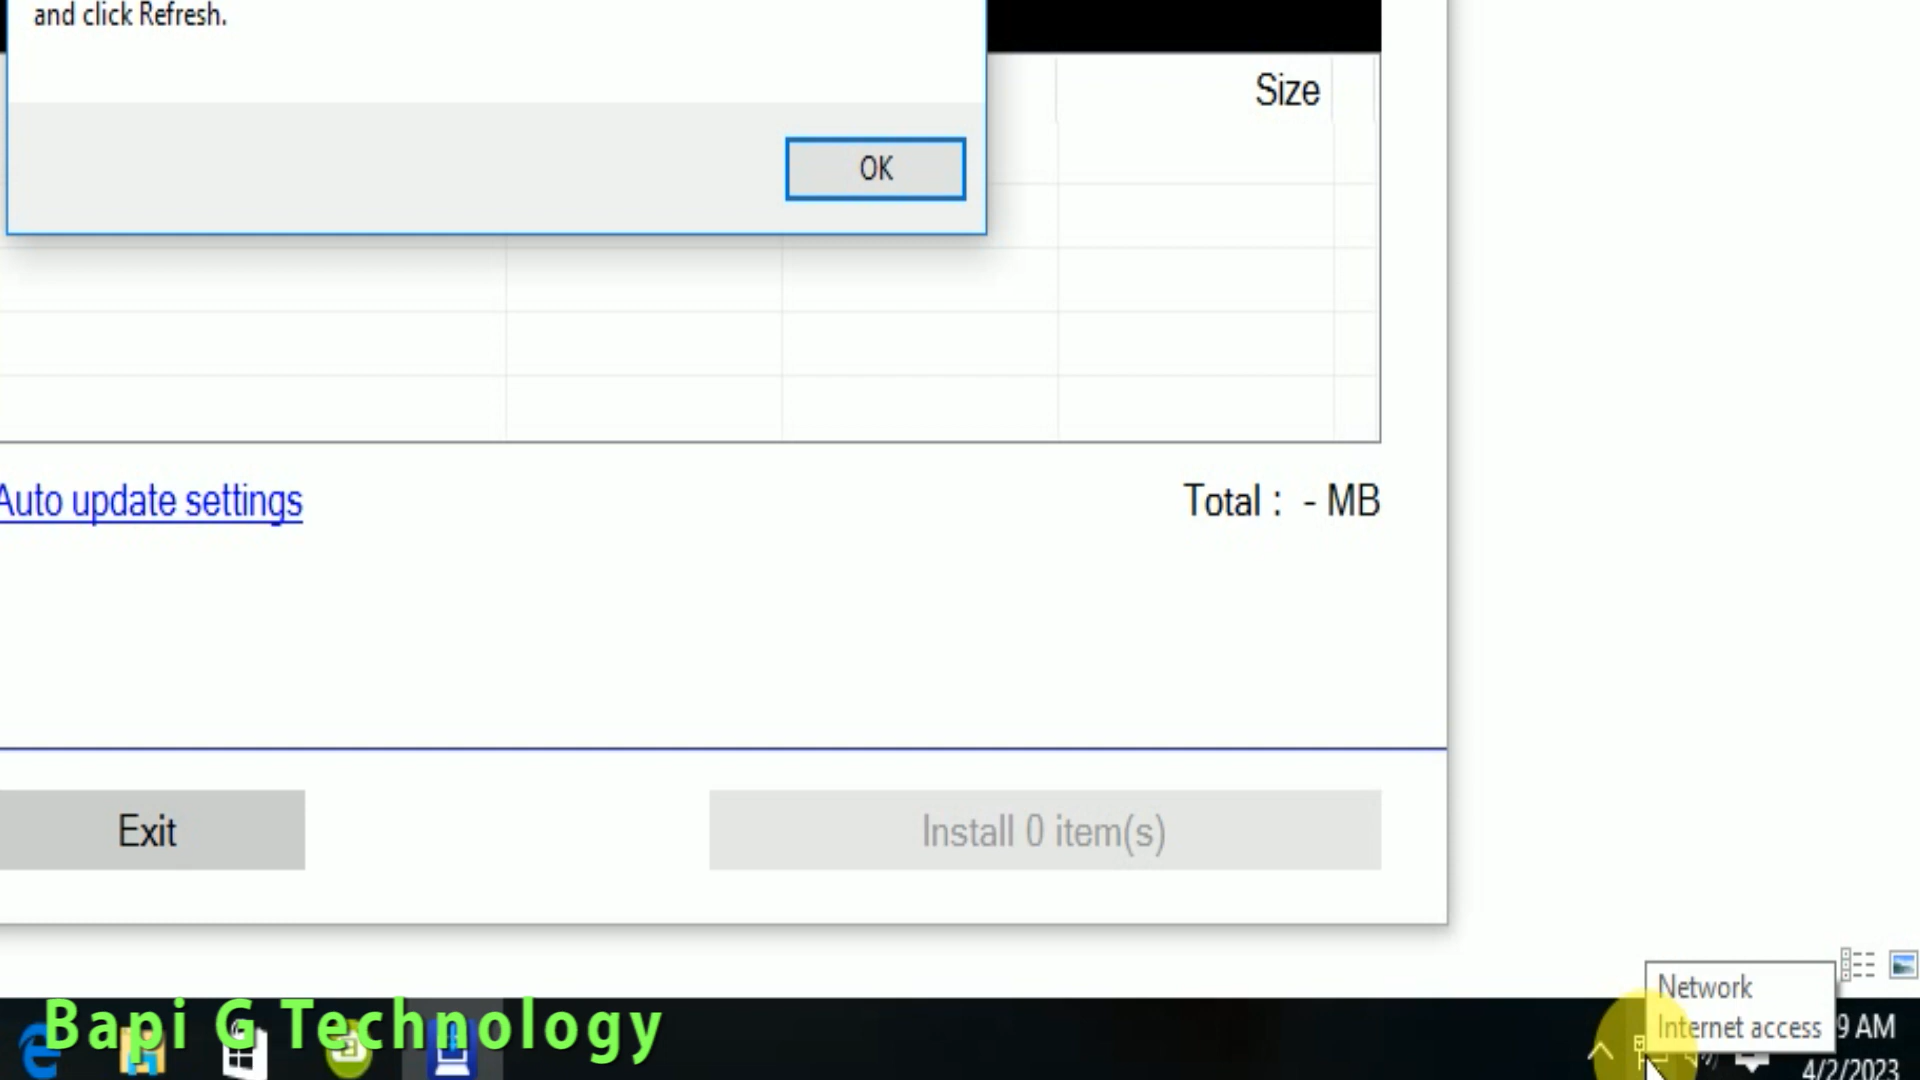 and click Refresh.
Size
OK
Auto update settings
Total : - MB
Exit
Install 0 item(s)
Network
Internet access
9 AM
4/2/2023
Bapi G Technology